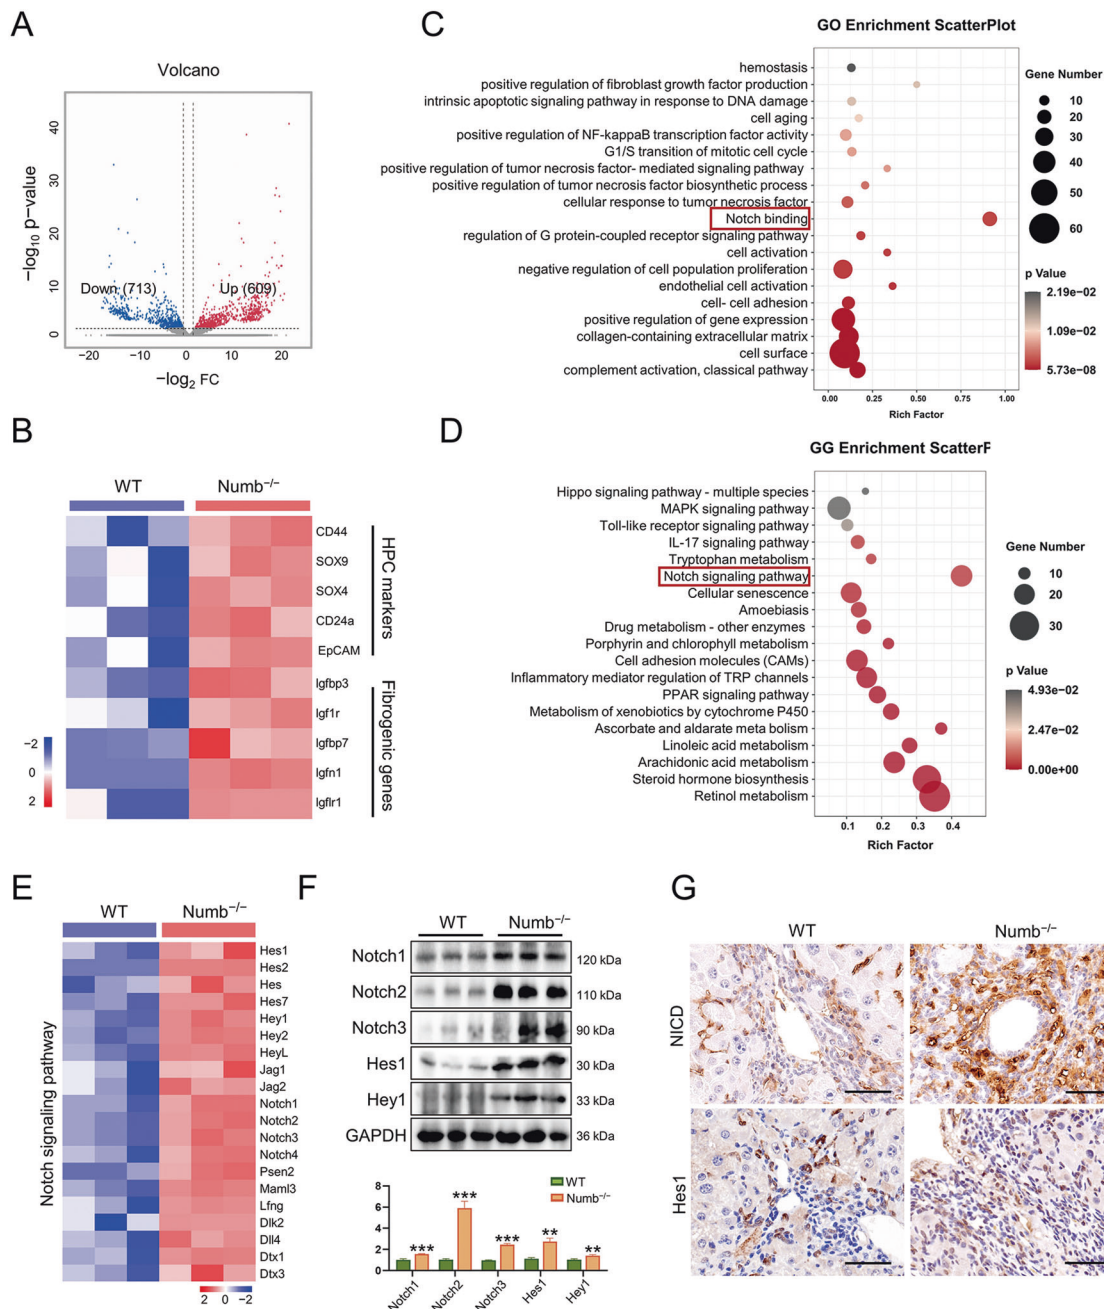 A
Volcano
−log₁₀ p−value
40
30
20
10
0
Down (713)
Up (609)
−20
−10
0
10
20
−log₂ FC
B
WT
Numb⁻/⁻
CD44
SOX9
SOX4
CD24a
EpCAM
Igfbp3
Igf1r
Igfbp7
Igfn1
Igflr1
HPC markers
Fibrogenic genes
-2
0
2
C
GO Enrichment ScatterPlot
hemostasis
positive regulation of fibroblast growth factor production
intrinsic apoptotic signaling pathway in response to DNA damage
cell aging
positive regulation of NF-kappaB transcription factor activity
G1/S transition of mitotic cell cycle
positive regulation of tumor necrosis factor- mediated signaling pathway
positive regulation of tumor necrosis factor biosynthetic process
cellular response to tumor necrosis factor
Notch binding
regulation of G protein-coupled receptor signaling pathway
cell activation
negative regulation of cell population proliferation
endothelial cell activation
cell- cell adhesion
positive regulation of gene expression
collagen-containing extracellular matrix
cell surface
complement activation, classical pathway
0.00
0.25
0.50
0.75
1.00
Rich Factor
Gene Number
10
20
30
40
50
60
p Value
2.19e−02
1.09e−02
5.73e−08
D
GG Enrichment ScatterF
Hippo signaling pathway - multiple species
MAPK signaling pathway
Toll-like receptor signaling pathway
IL-17 signaling pathway
Tryptophan metabolism
Notch signaling pathway
Cellular senescence
Amoebiasis
Drug metabolism - other enzymes
Porphyrin and chlorophyll metabolism
Cell adhesion molecules (CAMs)
Inflammatory mediator regulation of TRP channels
PPAR signaling pathway
Metabolism of xenobiotics by cytochrome P450
Ascorbate and aldarate meta bolism
Linoleic acid metabolism
Arachidonic acid metabolism
Steroid hormone biosynthesis
Retinol metabolism
0.1
0.2
0.3
0.4
Rich Factor
Gene Number
10
20
30
p Value
4.93e−02
2.47e−02
0.00e+00
E
WT
Numb⁻/⁻
Notch signaling pathway
Hes1
Hes2
Hes
Hes7
Hey1
Hey2
HeyL
Jag1
Jag2
Notch1
Notch2
Notch3
Notch4
Psen2
Maml3
Lfng
Dlk2
Dll4
Dtx1
Dtx3
2
0
-2
F
WT
Numb⁻/⁻
Notch1
120 kDa
Notch2
110 kDa
Notch3
90 kDa
Hes1
30 kDa
Hey1
33 kDa
GAPDH
36 kDa
WT
Numb⁻/⁻
8
6
4
2
0
***
***
***
**
**
Notch1
Notch2
Notch3
Hes1
Hey1
G
WT
Numb⁻/⁻
NICD
Hes1